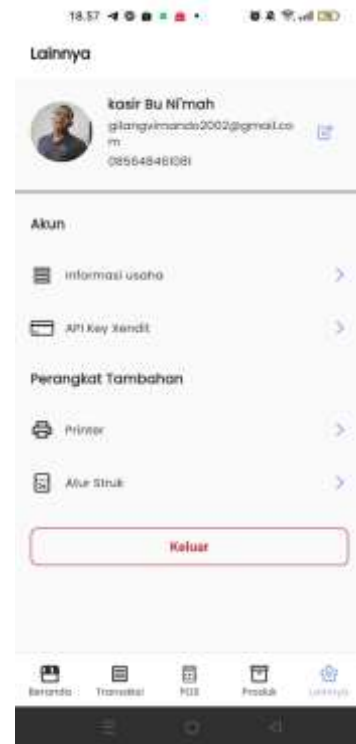 18.57
Lainnya
kasir Bu Ni'mah
gilangvirnando2002@gmail.co
m
085648461081
Akun
Informasi usaha
API Key Xendit
Perangkat Tambahan
Printer
Atur Struk
Keluar
Beranda Transaksi POS Produk Lainnya